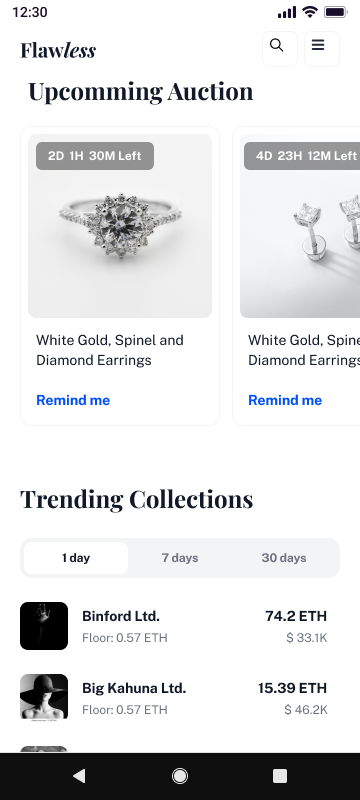 12:30
Flawless
Upcomming Auction
2D 1H 30M Left
4D 23H 12M Left
White Gold, Spinel and
Diamond Earrings
White Gold, Spine
Diamond Earrings
Remind me
Remind me
Trending Collections
1 day
7 days
30 days
Binford Ltd.
74.2 ETH
Floor: 0.57 ETH
$ 33.1K
Big Kahuna Ltd.
15.39 ETH
Floor: 0.57 ETH
$ 46.2K